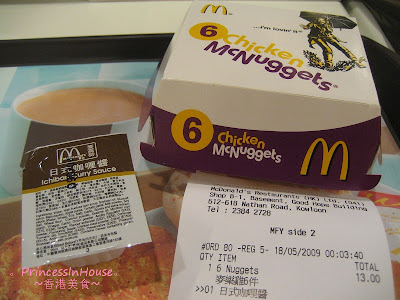 6
Chicken
McNuggets
...i'm lovin' it
6
Chicken
McNuggets
日式咖喱醬
Ichiban Curry Sauce
McDonald's Restaurants (HK) Ltd. (041)
Shop B-1, Basement, Good Hope Building
612-618 Nathan Road, Kowloon
Tel : 2384 2728
MFY side 2
#ORD 80 -REG 5- 18/05/2009 00:03:40
QTY ITEM TOTAL
1 6 Nuggets 13.00
麥樂雞6件
>>01 日式咖喱醬
。PrincessInHouse。
~香港美食~